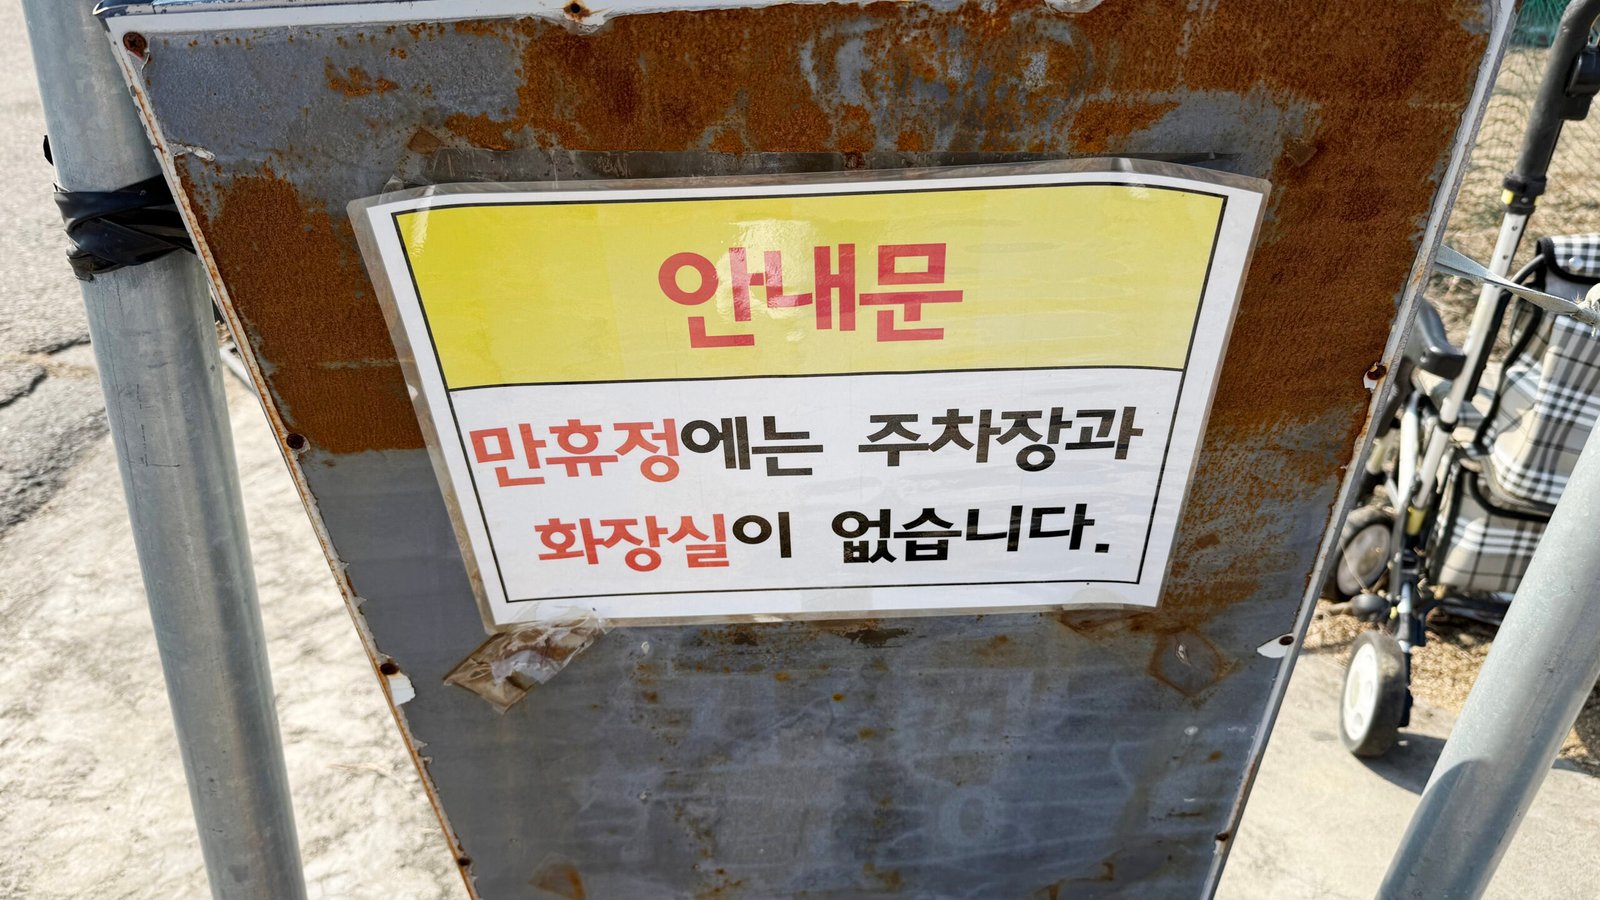 안내문
만휴정에는 주차장과
화장실이 없습니다.